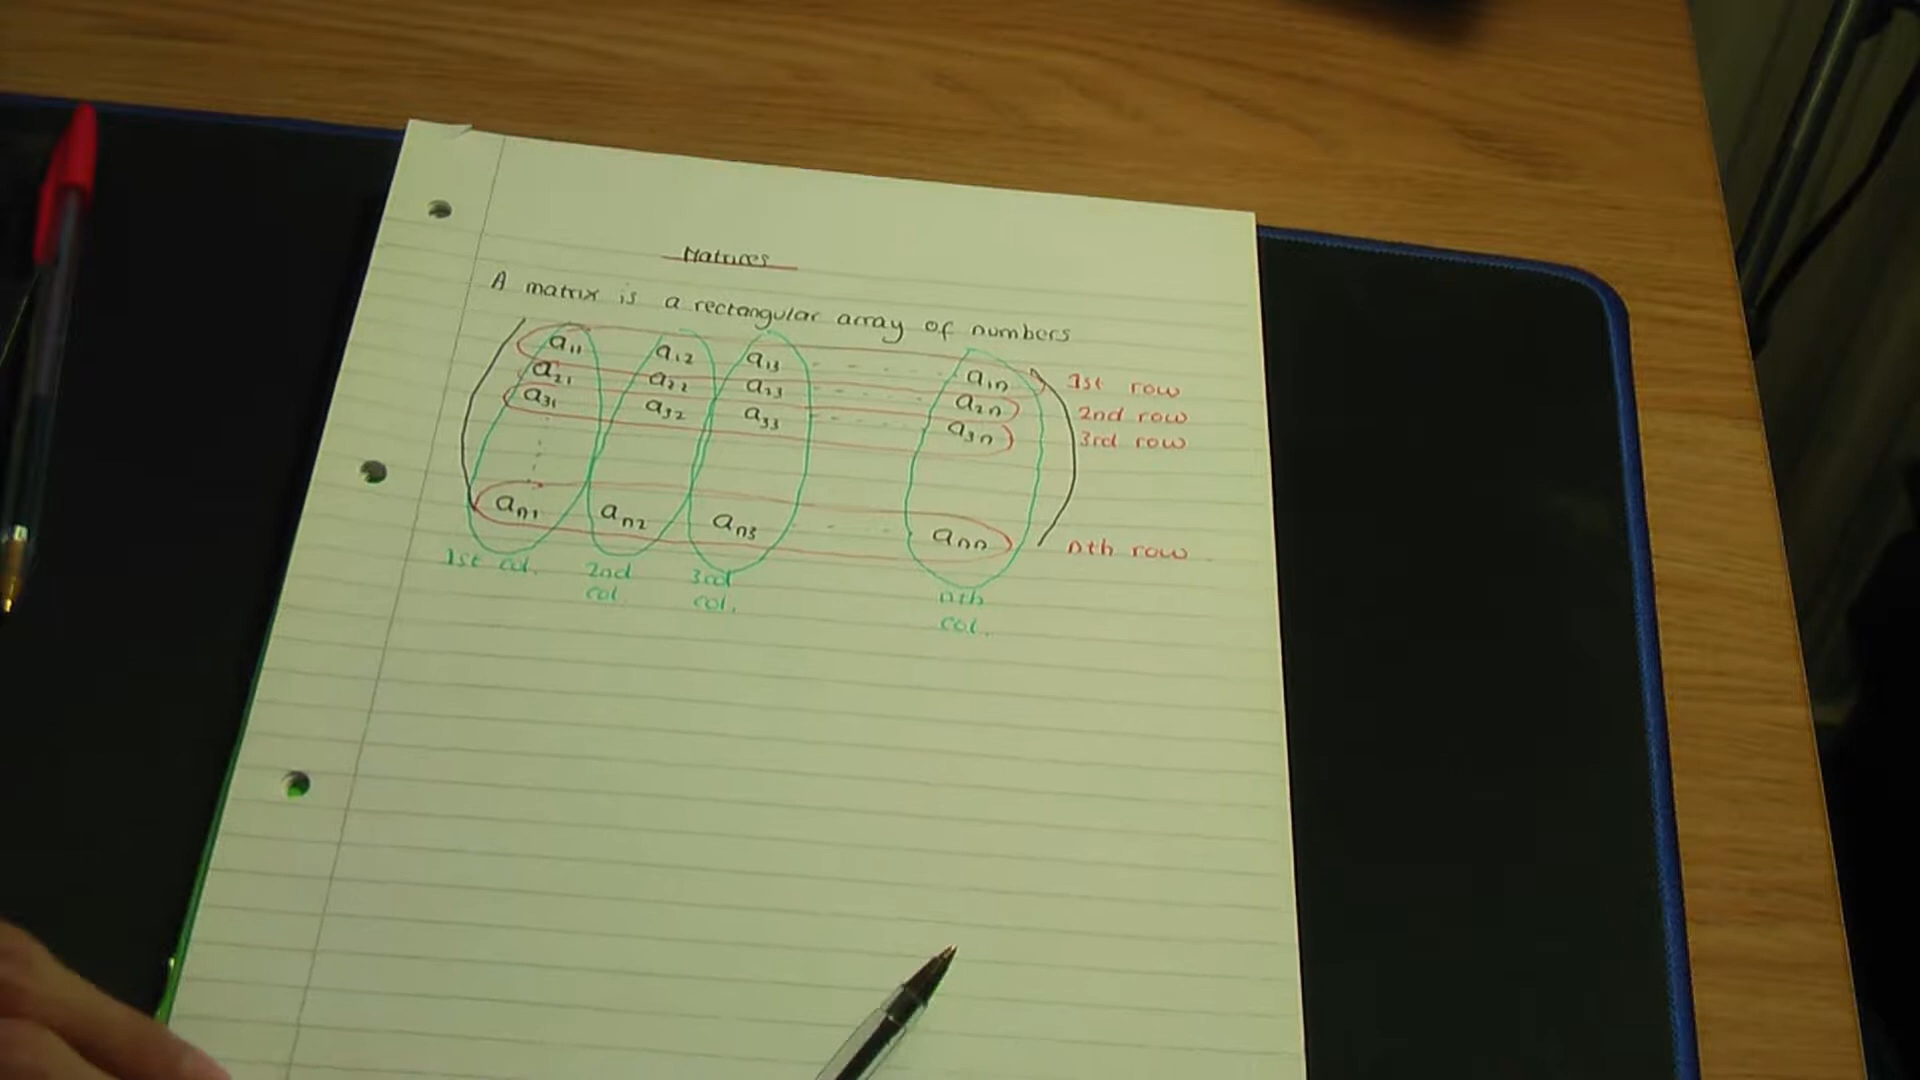 Matrices
A matrix is a rectangular array of numbers
a11 a12 a13 - - - - a1n 1st row
a21 a22 a23 - - - - a2n 2nd row
a31 a32 a33 - - - - a3n 3rd row
an1 an2 an3 - - - - ann nth row
1st col. 2nd col 3rd col. nth col.